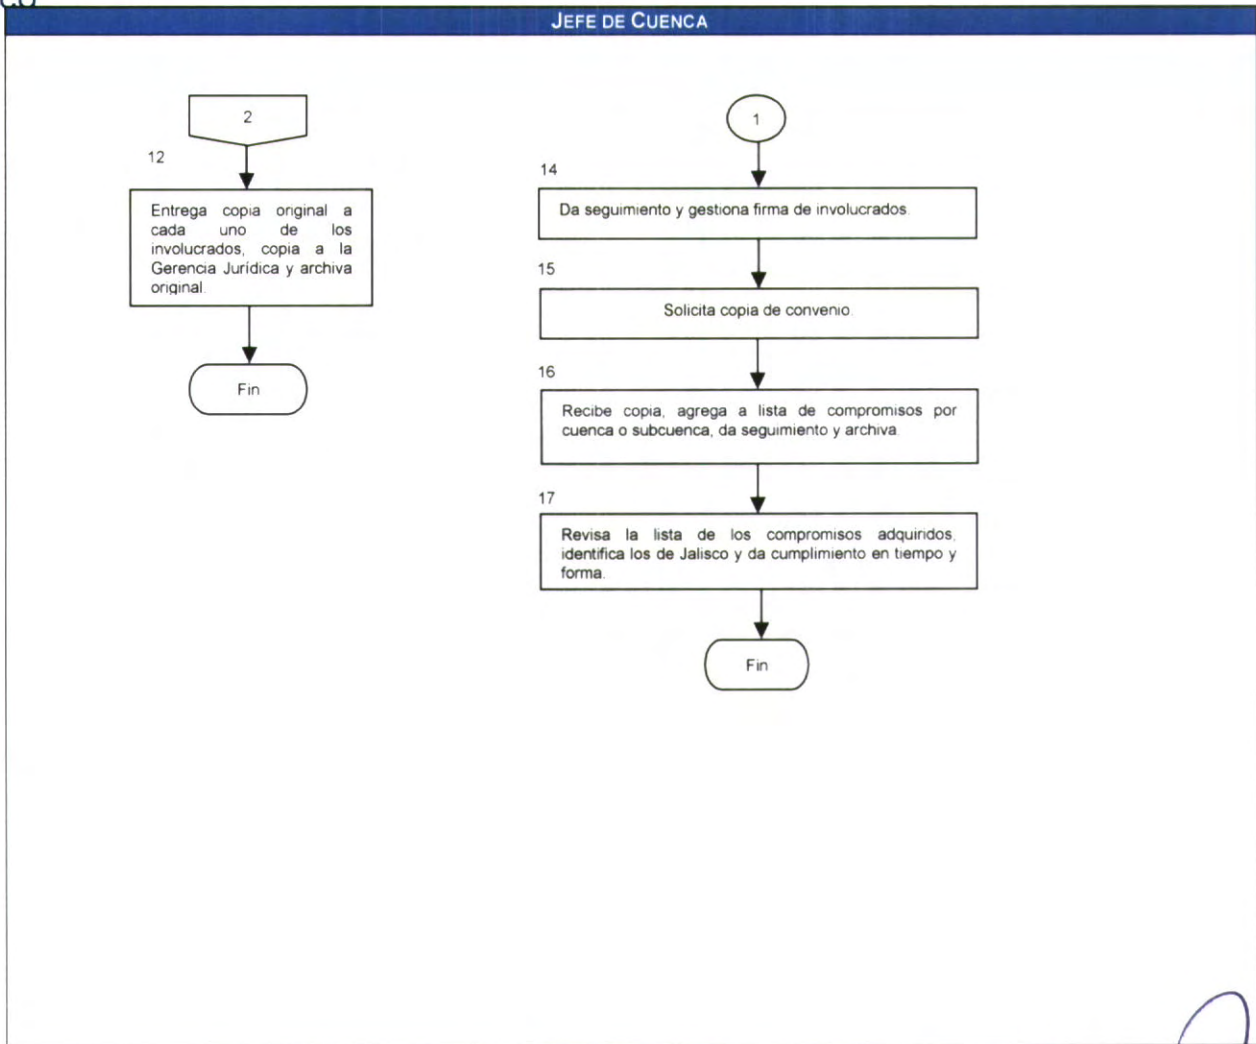 JEFE DE CUENCA
2
12
Entrega copia original a
cada uno de los
involucrados, copia a la
Gerencia Jurídica y archiva
original.
Fin
1
14
Da seguimiento y gestiona firma de involucrados.
15
Solicita copia de convenio.
16
Recibe copia, agrega a lista de compromisos por
cuenca o subcuenca, da seguimiento y archiva.
17
Revisa la lista de los compromisos adquiridos,
identifica los de Jalisco y da cumplimiento en tiempo y
forma.
Fin